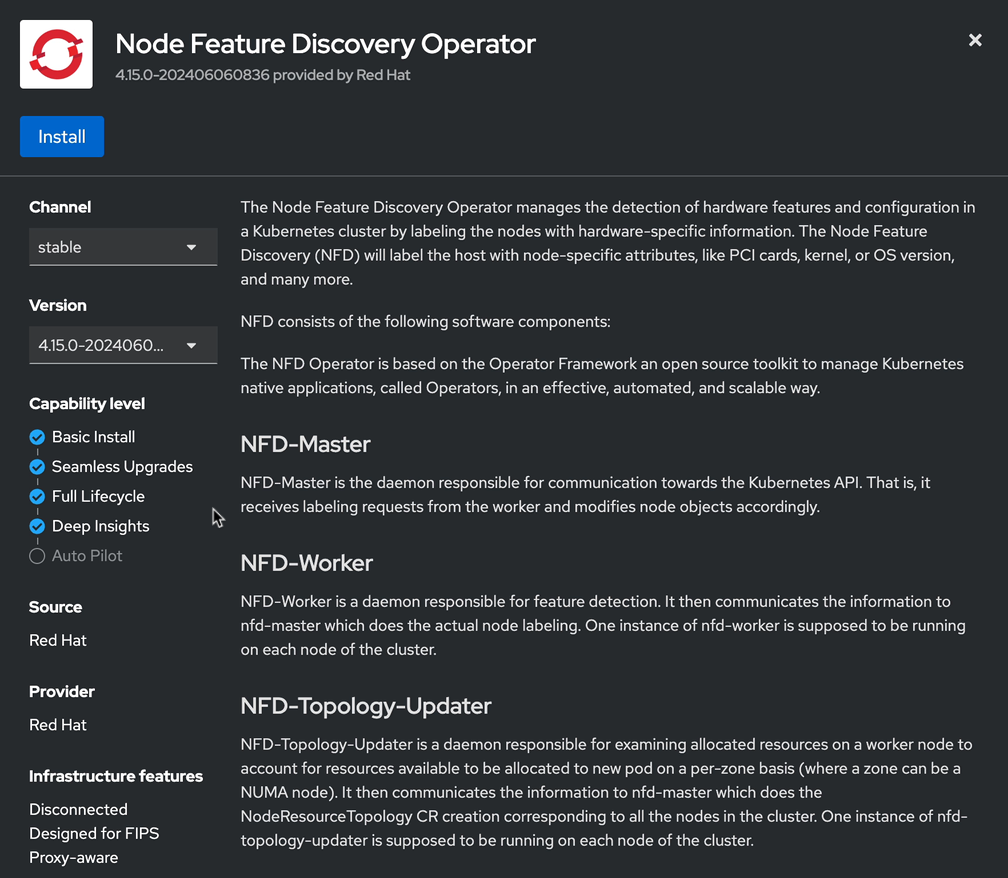 Node Feature Discovery Operator
4.15.0-202406060836 provided by Red Hat
Install
Channel
stable
Version
4.15.0-2024060...
Capability level
Basic Install
Seamless Upgrades
Full Lifecycle
Deep Insights
Auto Pilot
Source
Red Hat
Provider
Red Hat
Infrastructure features
Disconnected
Designed for FIPS
Proxy-aware
The Node Feature Discovery Operator manages the detection of hardware features and configuration in
a Kubernetes cluster by labeling the nodes with hardware-specific information. The Node Feature
Discovery (NFD) will label the host with node-specific attributes, like PCI cards, kernel, or OS version,
and many more.
NFD consists of the following software components:
The NFD Operator is based on the Operator Framework an open source toolkit to manage Kubernetes
native applications, called Operators, in an effective, automated, and scalable way.
NFD-Master
NFD-Master is the daemon responsible for communication towards the Kubernetes API. That is, it
receives labeling requests from the worker and modifies node objects accordingly.
NFD-Worker
NFD-Worker is a daemon responsible for feature detection. It then communicates the information to
nfd-master which does the actual node labeling. One instance of nfd-worker is supposed to be running
on each node of the cluster.
NFD-Topology-Updater
NFD-Topology-Updater is a daemon responsible for examining allocated resources on a worker node to
account for resources available to be allocated to new pod on a per-zone basis (where a zone can be a
NUMA node). It then communicates the information to nfd-master which does the
NodeResourceTopology CR creation corresponding to all the nodes in the cluster. One instance of nfd-
topology-updater is supposed to be running on each node of the cluster.